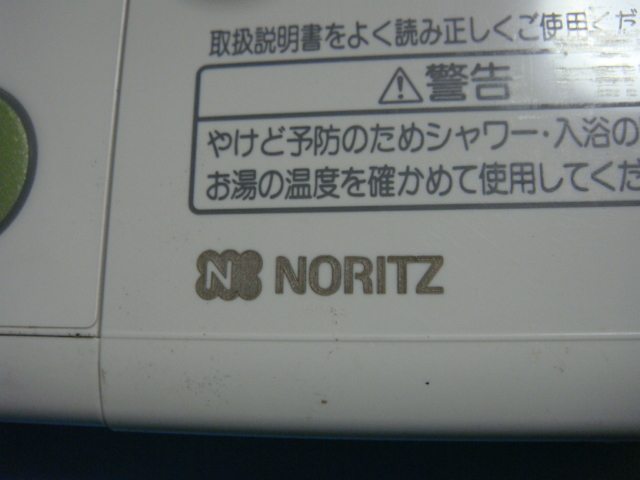 取扱説明書をよく読み正しくご使用くだ
⚠警告
やけど予防のためシャワー・入浴の
お湯の温度を確かめて使用してくだ
N NORITZ